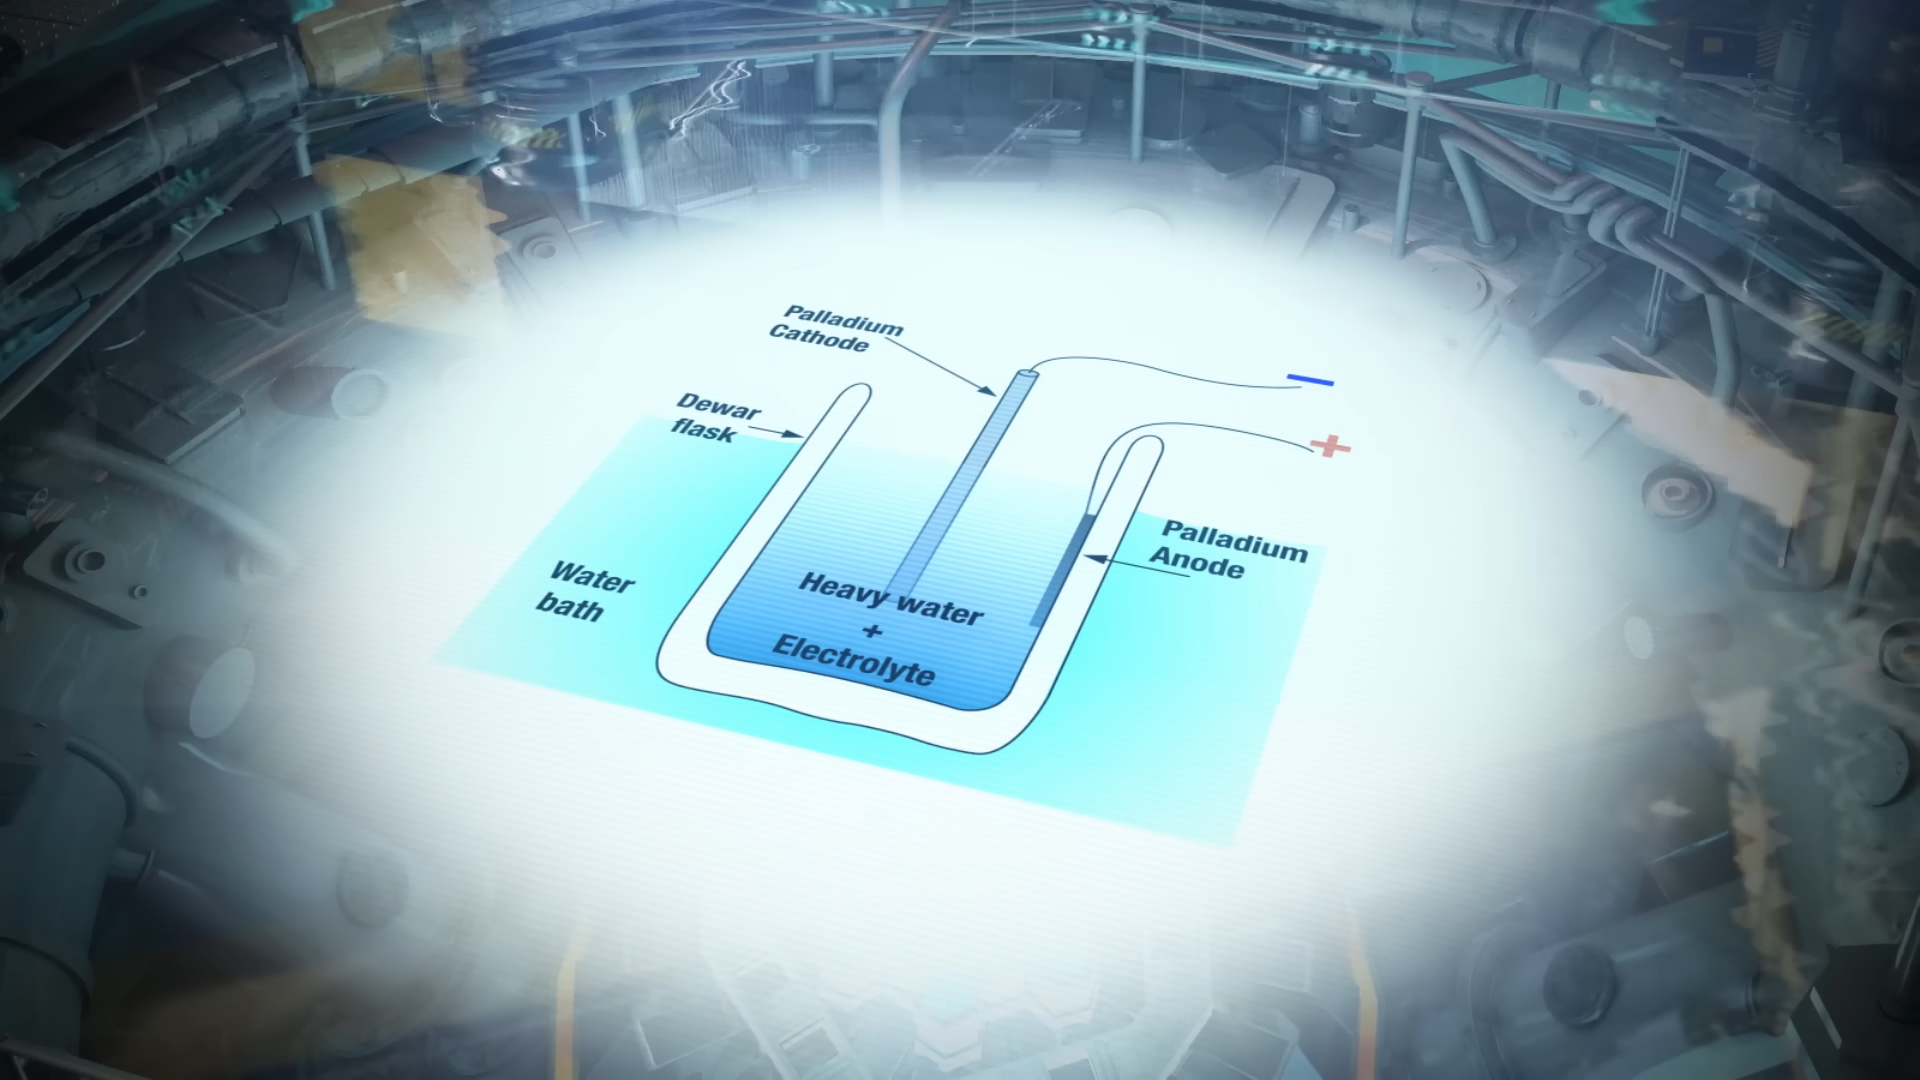 Palladium
Cathode
Dewar
flask
Water
bath
Heavy water
+
Electrolyte
Palladium
Anode
−
+